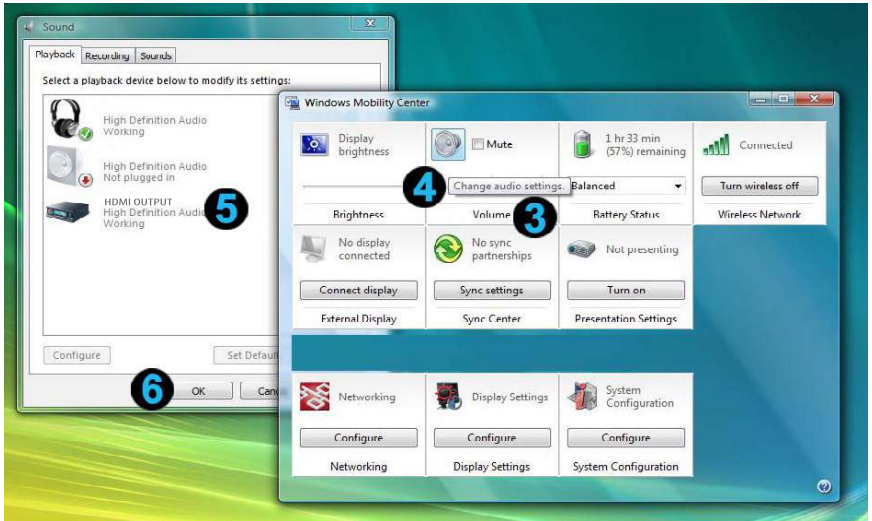 Sound
Playback Recording Sounds
Select a playback device below to modify its settings:
High Definition Audio
Working
High Definition Audio
Not plugged in
HDMI OUTPUT
High Definition Audio
Working
5
Configure
Set Default
6
OK
Windows Mobility Center
Display
brightness
Mute
1 hr 33 min
(57%) remaining
Connected
4
Change audio settings.
Balanced
Turn wireless off
Brightness
Volume
3
Battery Status
Wireless Network
No display
connected
No sync
partnerships
Not presenting
Connect display
Sync settings
Turn on
External Display
Sync Center
Presentation Settings
Networking
Display Settings
System
Configuration
Configure
Configure
Configure
Networking
Display Settings
System Configuration